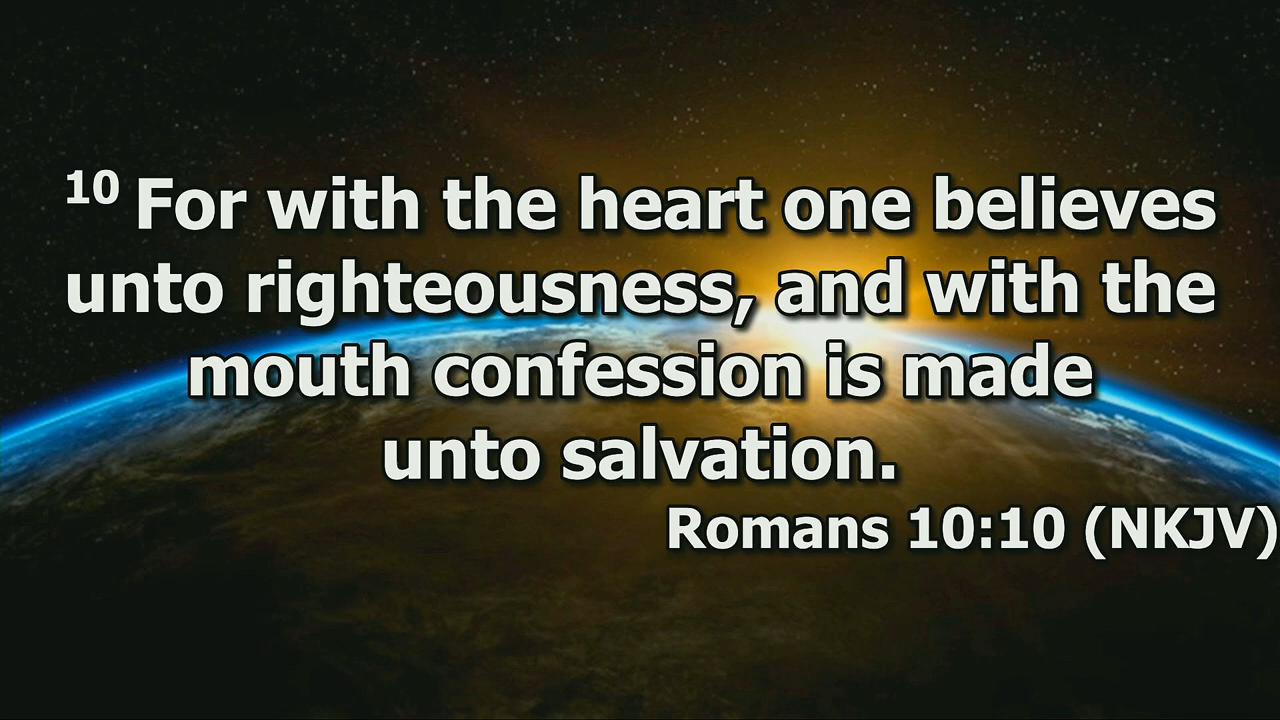 10 For with the heart one believes
unto righteousness, and with the
mouth confession is made
unto salvation.
Romans 10:10 (NKJV)